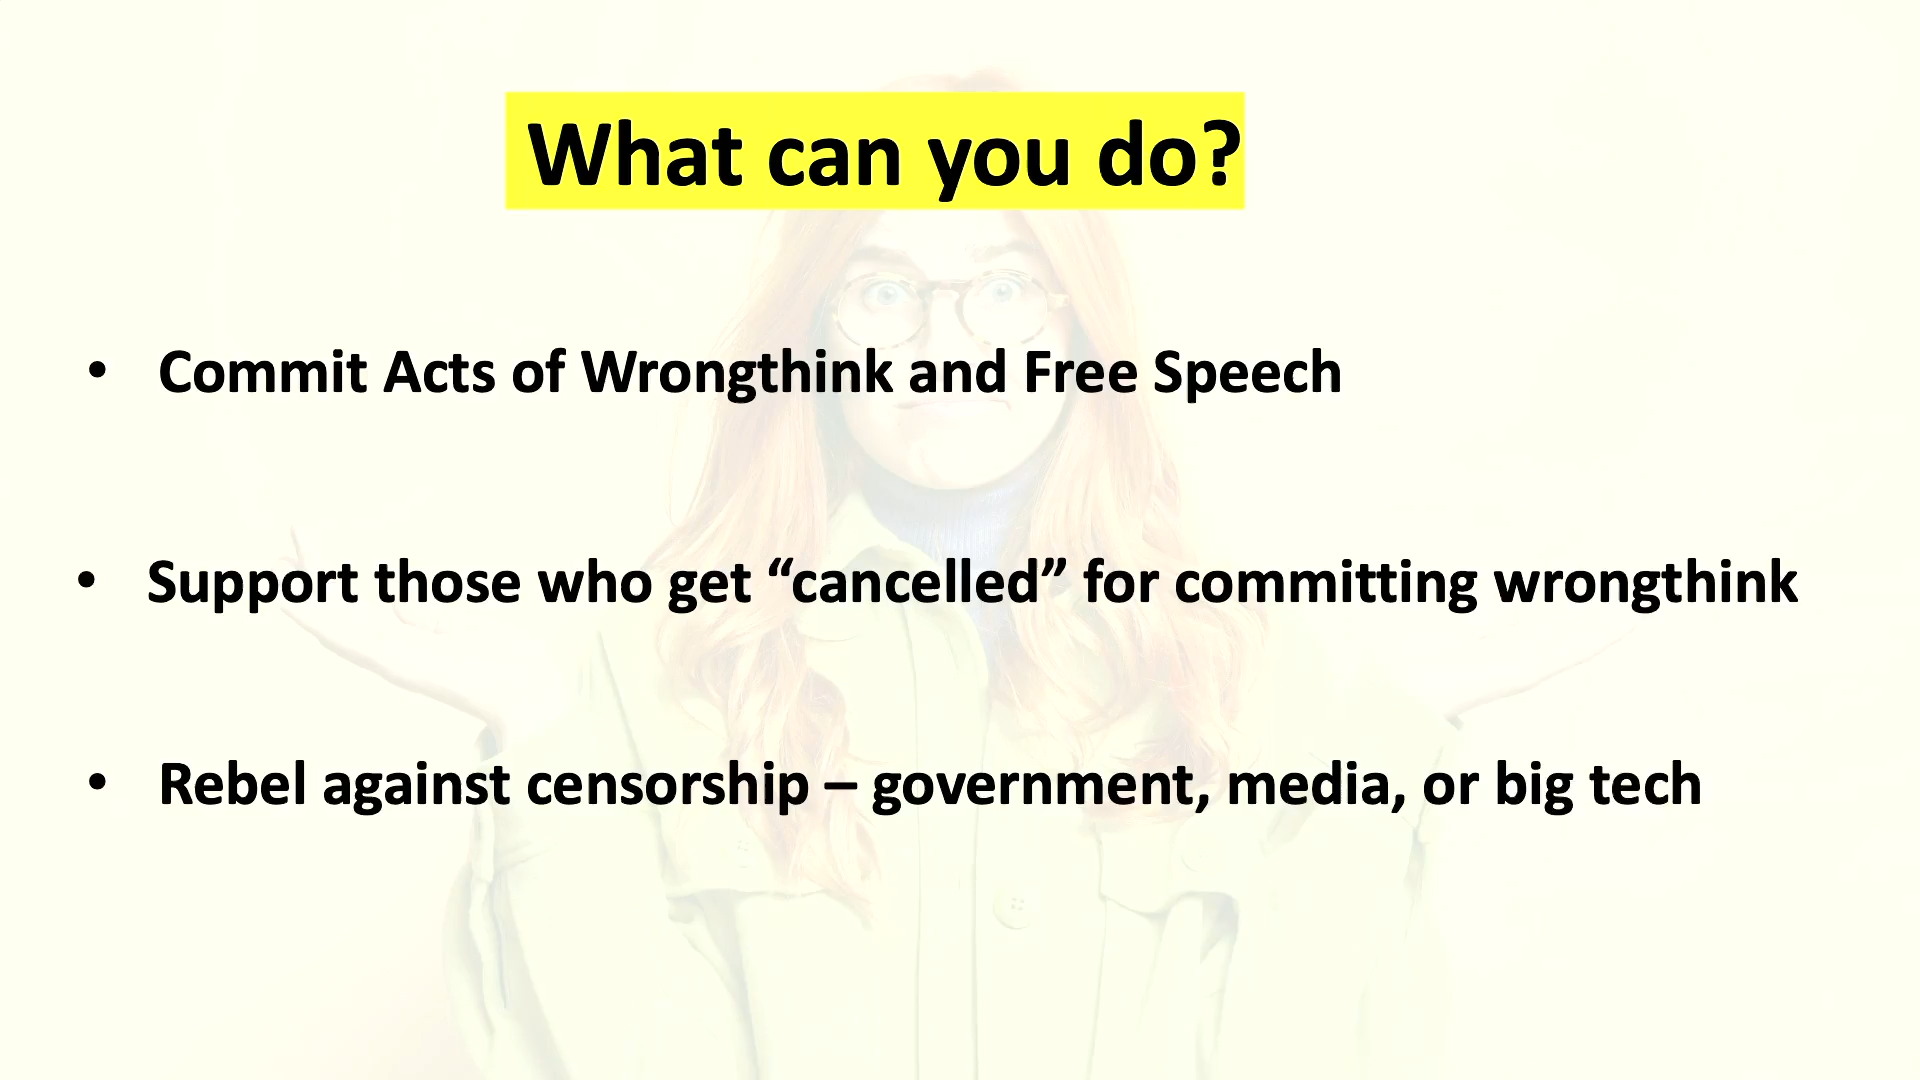 What can you do?
• Commit Acts of Wrongthink and Free Speech
• Support those who get “cancelled” for committing wrongthink
• Rebel against censorship – government, media, or big tech